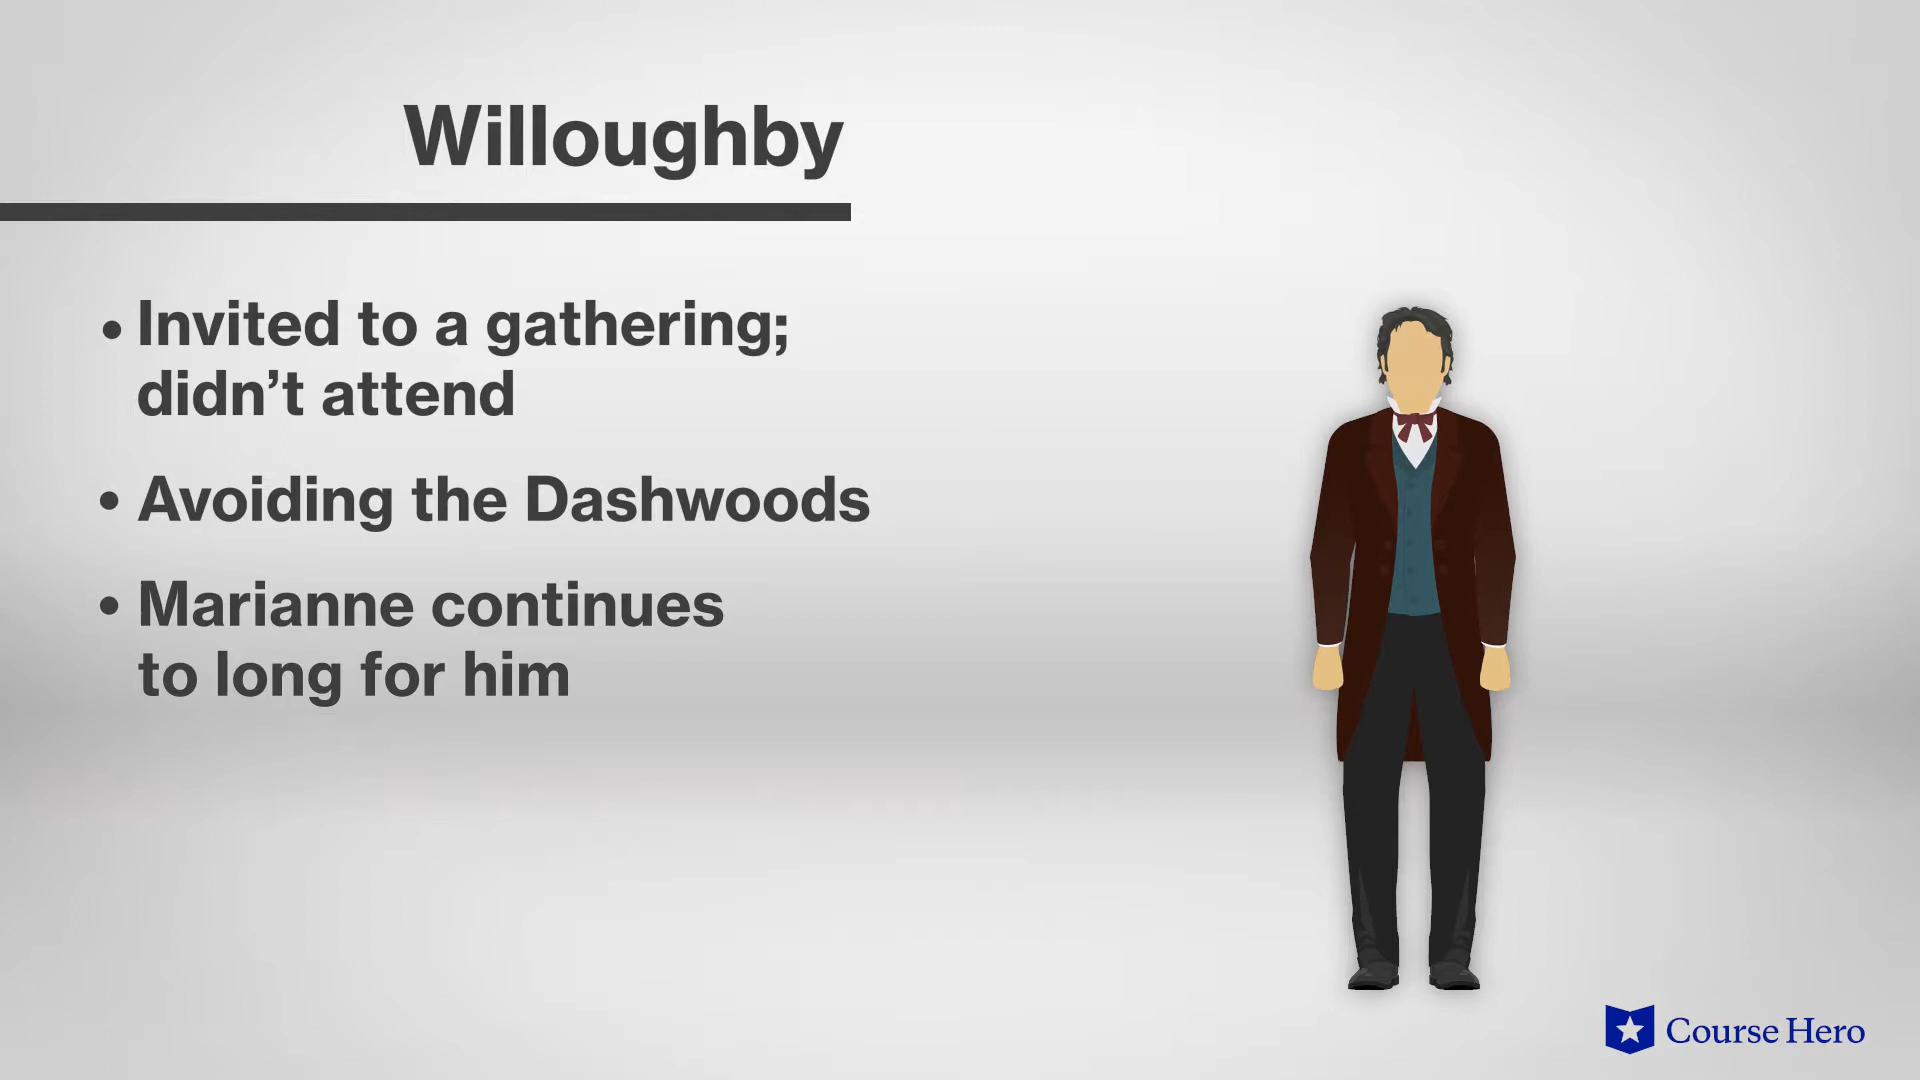 Willoughby
• Invited to a gathering;
didn’t attend
• Avoiding the Dashwoods
• Marianne continues
to long for him
Course Hero